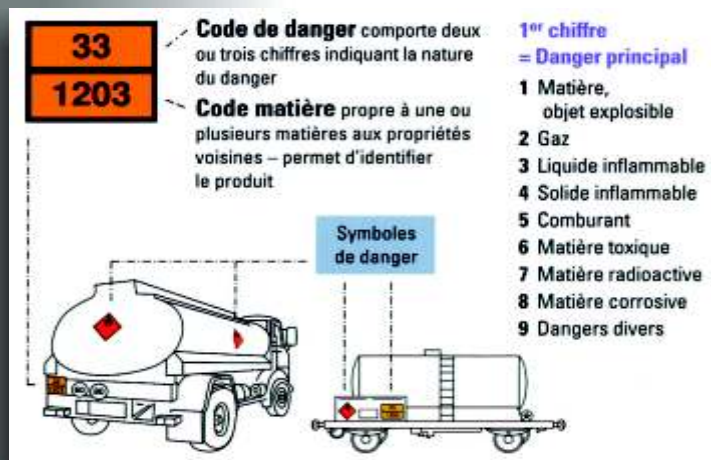 33
1203
Code de danger comporte deux
ou trois chiffres indiquant la nature
du danger
Code matière propre à une ou
plusieurs matières aux propriétés
voisines – permet d'identifier
le produit
1er chiffre
= Danger principal
1 Matière,
objet explosible
2 Gaz
3 Liquide inflammable
4 Solide inflammable
5 Comburant
6 Matière toxique
7 Matière radioactive
8 Matière corrosive
9 Dangers divers
Symboles
de danger